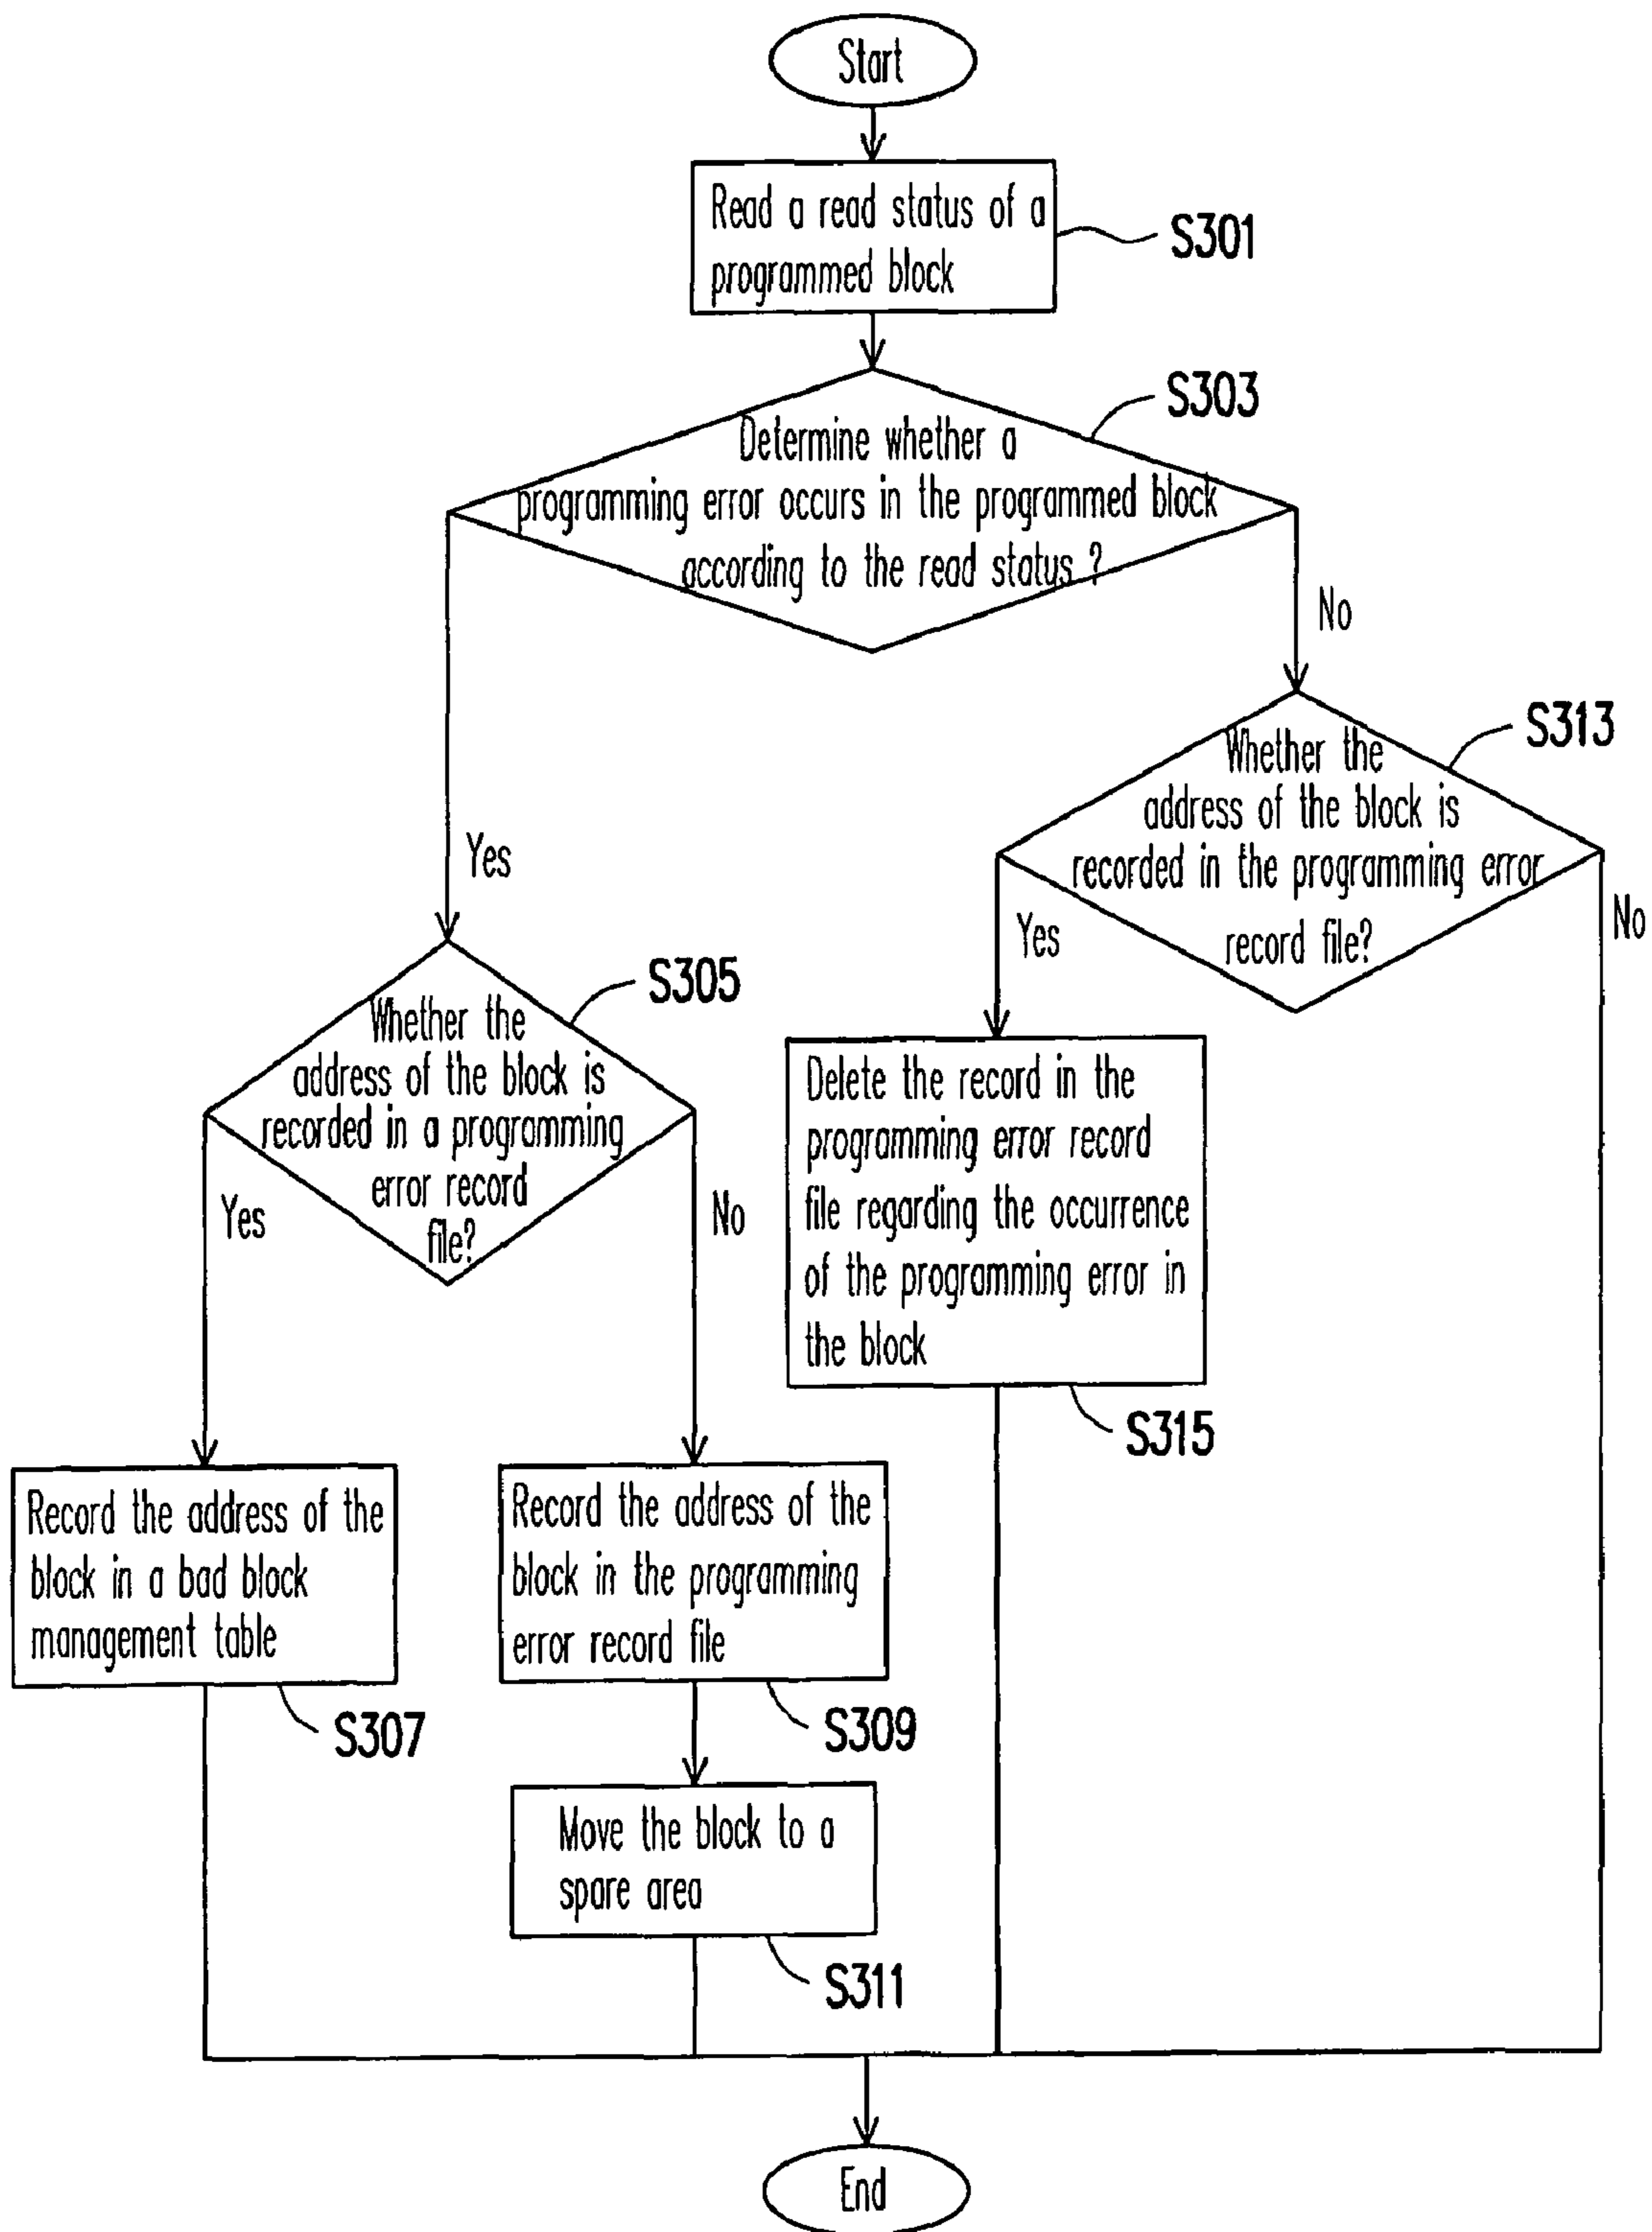 Start
Read a read status of a
programmed block
S301
S303
Determine whether a
programming error occurs in the programmed block
according to the read status ?
No
S313
Whether the
address of the block is
recorded in the programming error
record file?
Yes
No
Yes
S305
Whether the
address of the block is
recorded in a programming
error record
file?
Yes
No
Delete the record in the
programming error record
file regarding the occurrence
of the programming error in
the block
S315
Record the address of the
block in a bad block
management table
S307
Record the address of the
block in the programming
error record file
S309
Move the block to a
spare area
S311
End